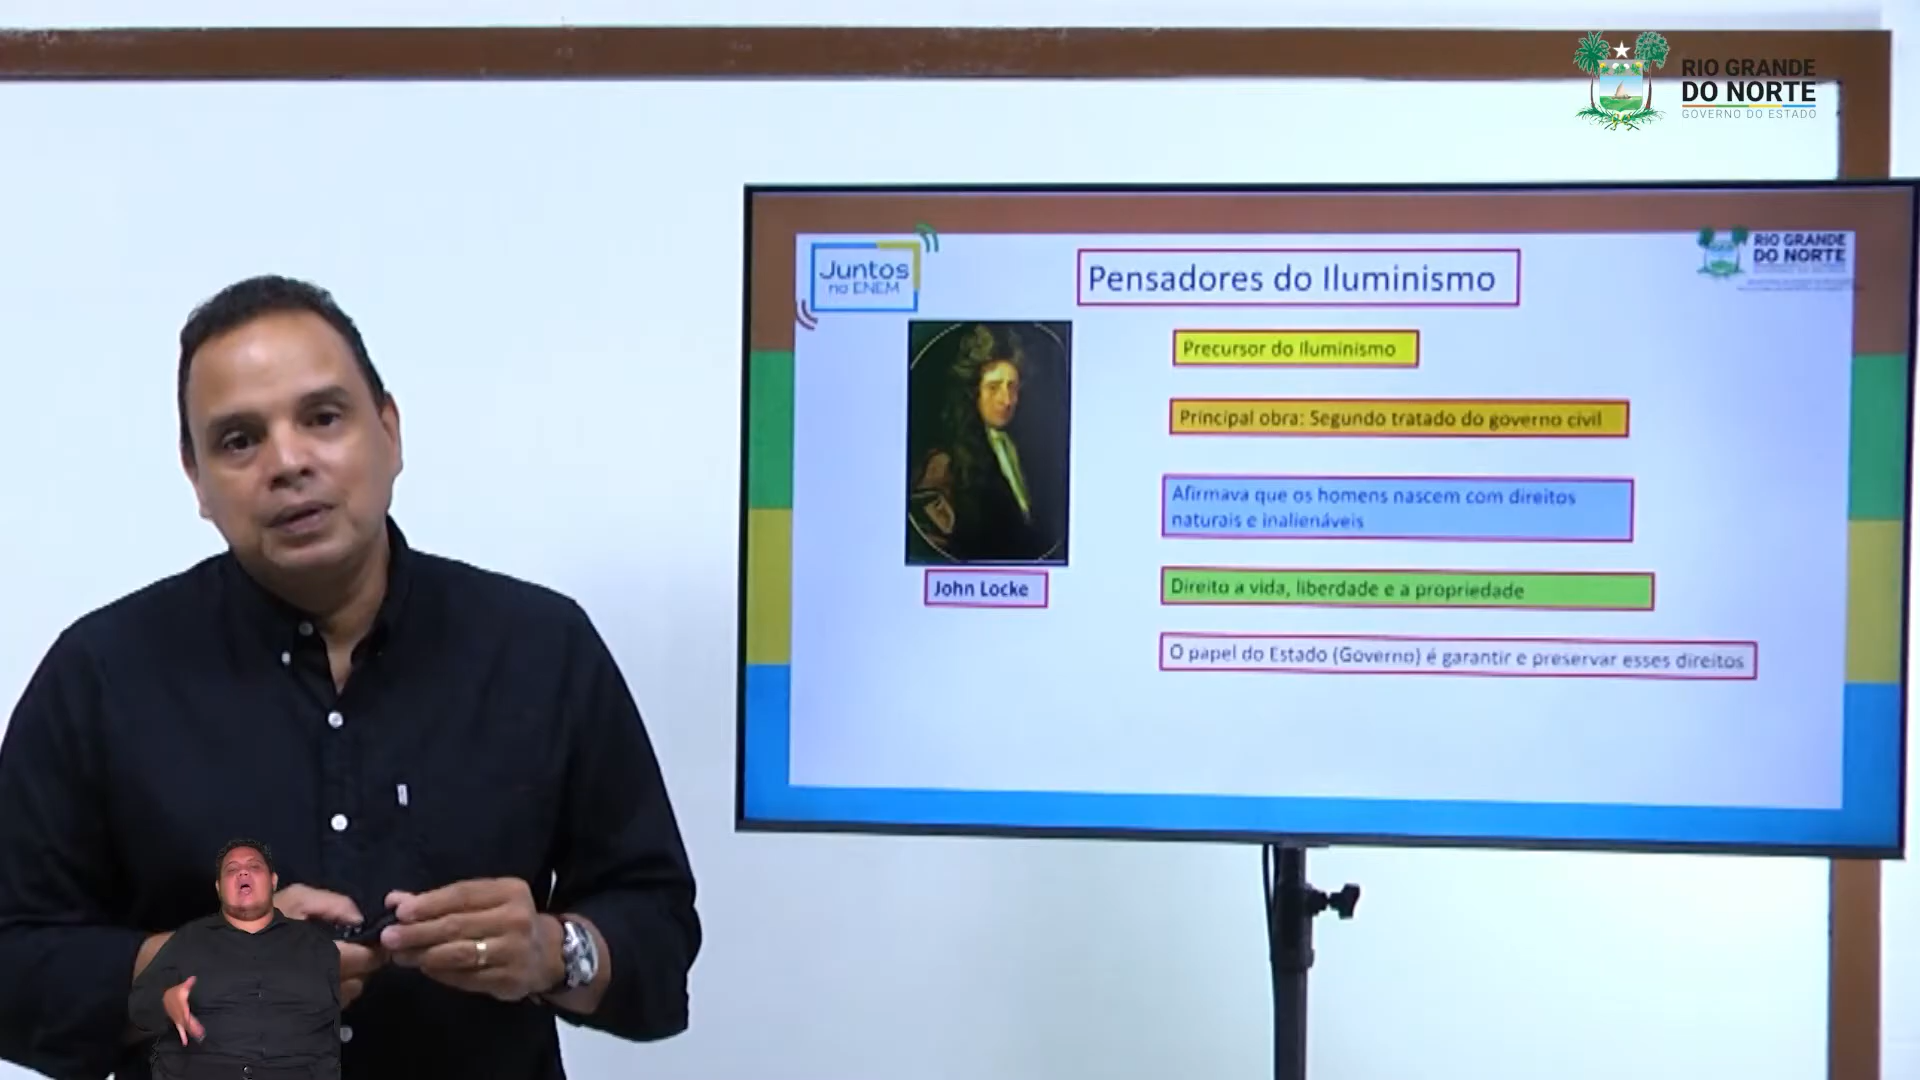 RIO GRANDE
DO NORTE
GOVERNO DO ESTADO
Juntos
no ENEM
Pensadores do Iluminismo
RIO GRANDE
DO NORTE
Precursor do Iluminismo
Principal obra: Segundo tratado do governo civil
Afirmava que os homens nascem com direitos
naturais e inalienáveis
John Locke
Direito a vida, liberdade e a propriedade
O papel do Estado (Governo) é garantir e preservar esses direitos